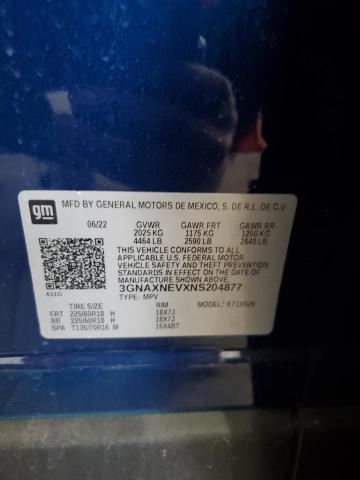 gm
MFD BY GENERAL MOTORS DE MEXICO, S. DE R.L. DE C.V
06/22 GVWR GAWR FRT GAWR RR
2025 KG 1175 KG 1200 KG
4464 LB 2590 LB 2645 LB
THIS VEHICLE CONFORMS TO ALL
APPLICABLE U.S. FEDERAL MOTOR
VEHICLE SAFETY AND THEFT PREVENTION
STANDARDS IN EFFECT ON THE DATE OF
MANUFACTURE SHOWN ABOVE.
3GNAXNEVXNS204877
TYPE: MPV MODEL: X71XS26
TIRE SIZE RIM
FRT 225/60R18 H 18X7J
RR 225/60R18 H 18X7J
SPA T135/70R16 M 16X4BT